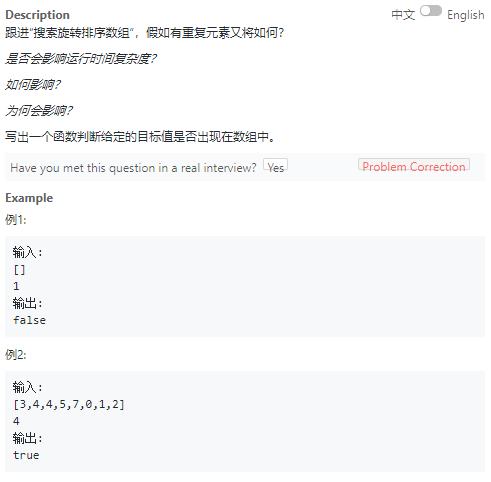 Description 中文 English
跟进“搜索旋转排序数组”，假如有重复元素又将如何？
是否会影响运行时间复杂度？
如何影响？
为何会影响？
写出一个函数判断给定的目标值是否出现在数组中。
Have you met this question in a real interview? Yes Problem Correction
Example
例1:
输入:
[]
1
输出:
false
例2:
输入:
[3,4,4,5,7,0,1,2]
4
输出:
true